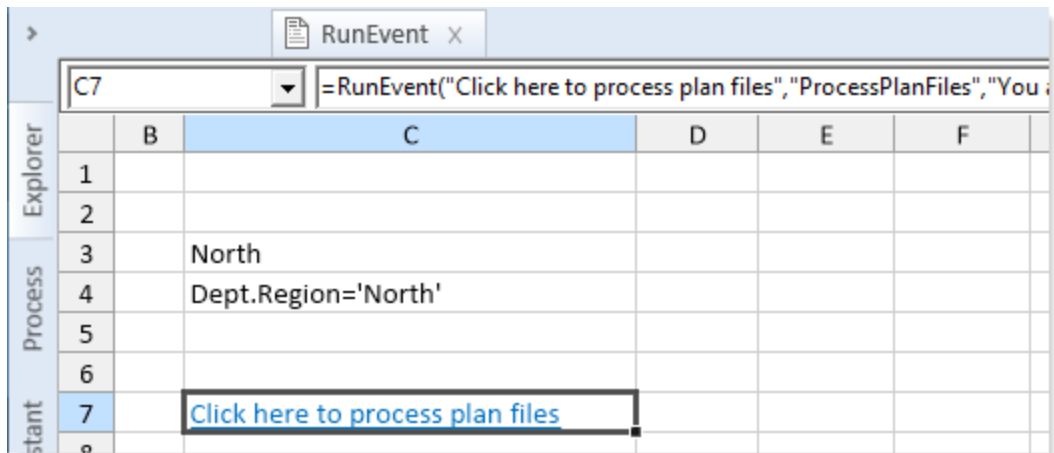 RunEvent
C7
=RunEvent("Click here to process plan files","ProcessPlanFiles","You
B C D E F
1
2
3 North
4 Dept.Region='North'
5
6
7 Click here to process plan files
8
Explorer
Process
stant